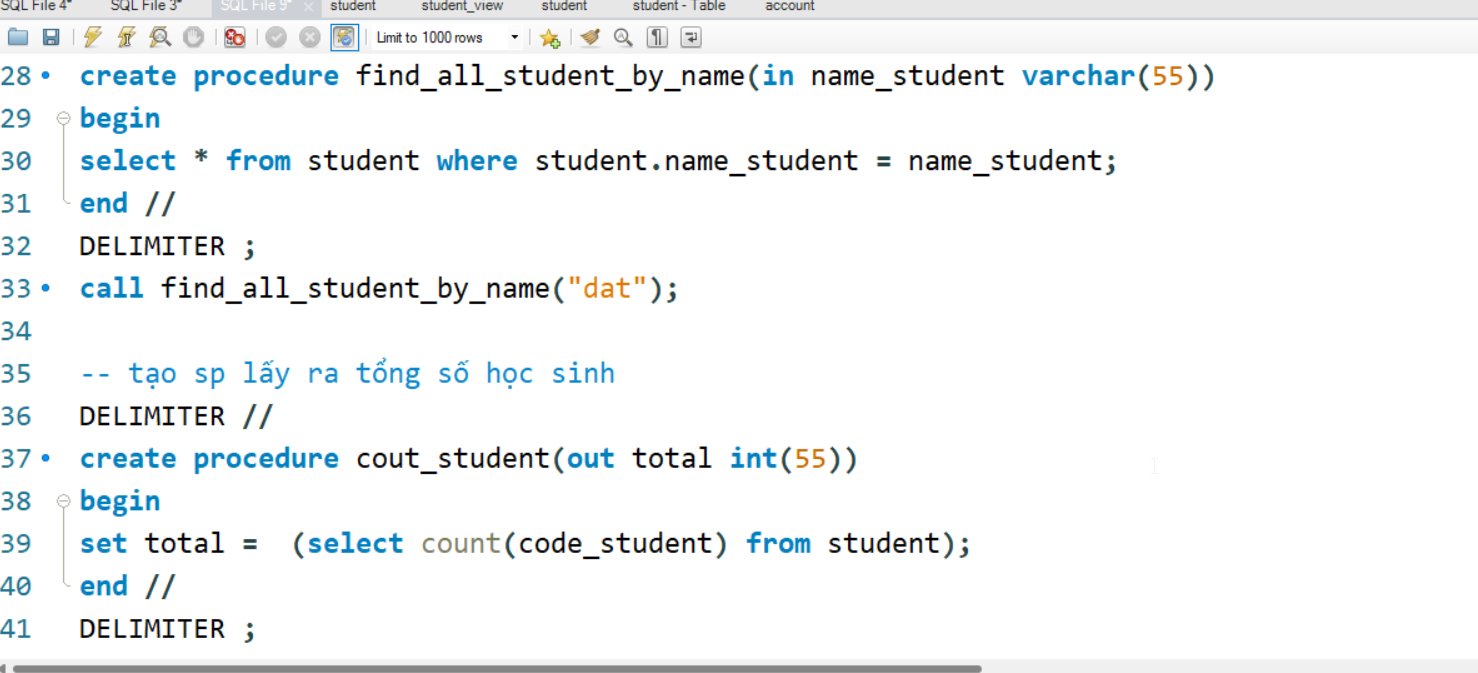 SQL File 4* SQL File 3* SQL File 9* student student_view student student - Table account
Limit to 1000 rows
28 create procedure find_all_student_by_name(in name_student varchar(55))
29 begin
30 select * from student where student.name_student = name_student;
31 end //
32 DELIMITER ;
33 call find_all_student_by_name("dat");
34
35 -- tạo sp lấy ra tổng số học sinh
36 DELIMITER //
37 create procedure cout_student(out total int(55))
38 begin
39 set total =  (select count(code_student) from student);
40 end //
41 DELIMITER ;